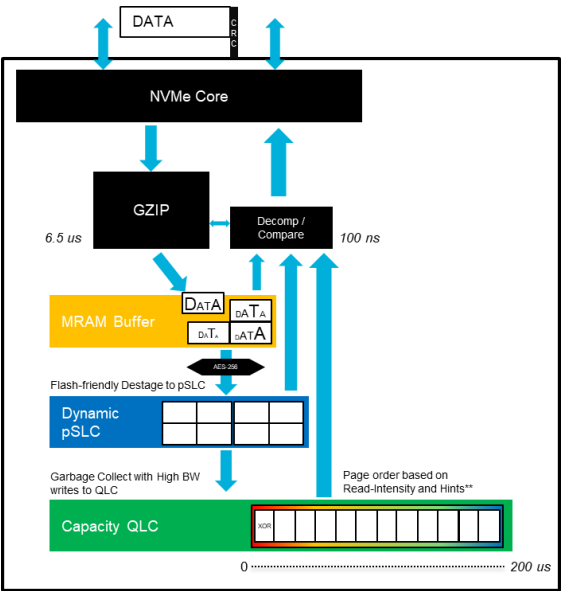 DATA
CRC
NVMe Core
GZIP
Decomp /
Compare
6.5 us
100 ns
MRAM Buffer
DATA
DATA
DATA
DATA
AES-256
Flash-friendly Destage to pSLC
Dynamic
pSLC
Garbage Collect with High BW
writes to QLC
Page order based on
Read-Intensity and Hints**
Capacity QLC
XOR
0
200 us